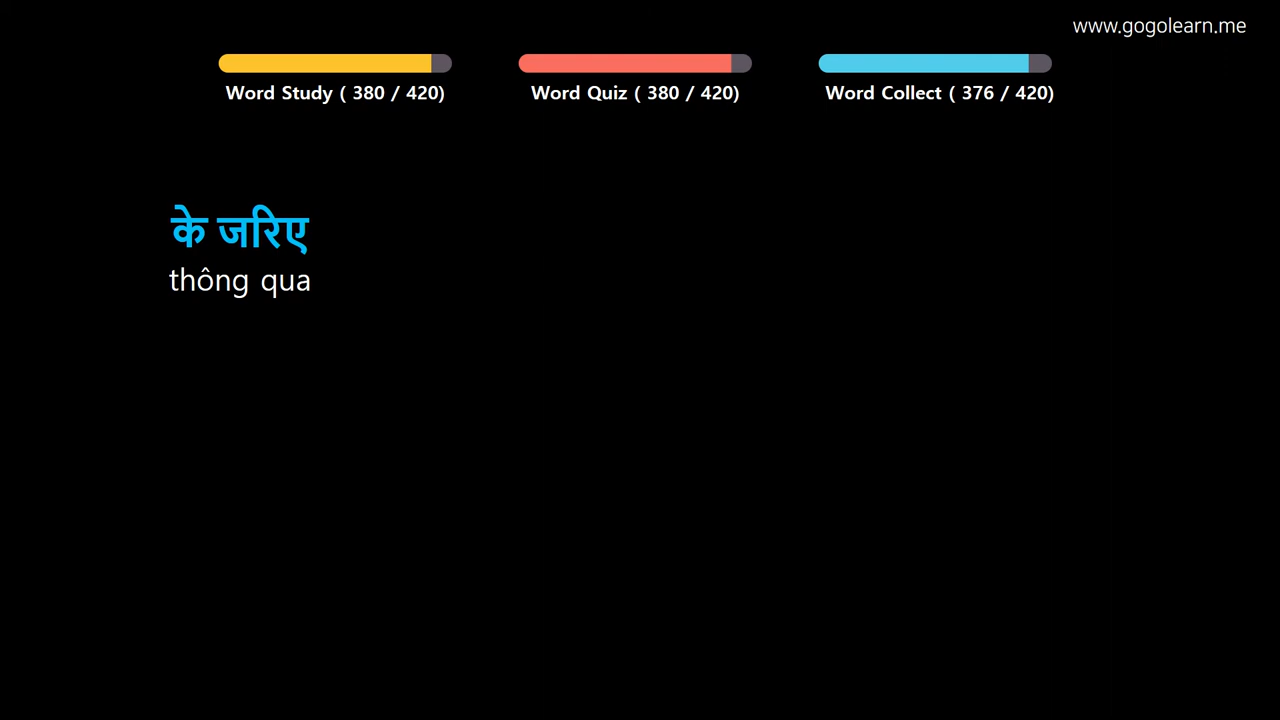 www.gogolearn.me
Word Study ( 380 / 420)
Word Quiz ( 380 / 420)
Word Collect ( 376 / 420)
के जरिए
thông qua